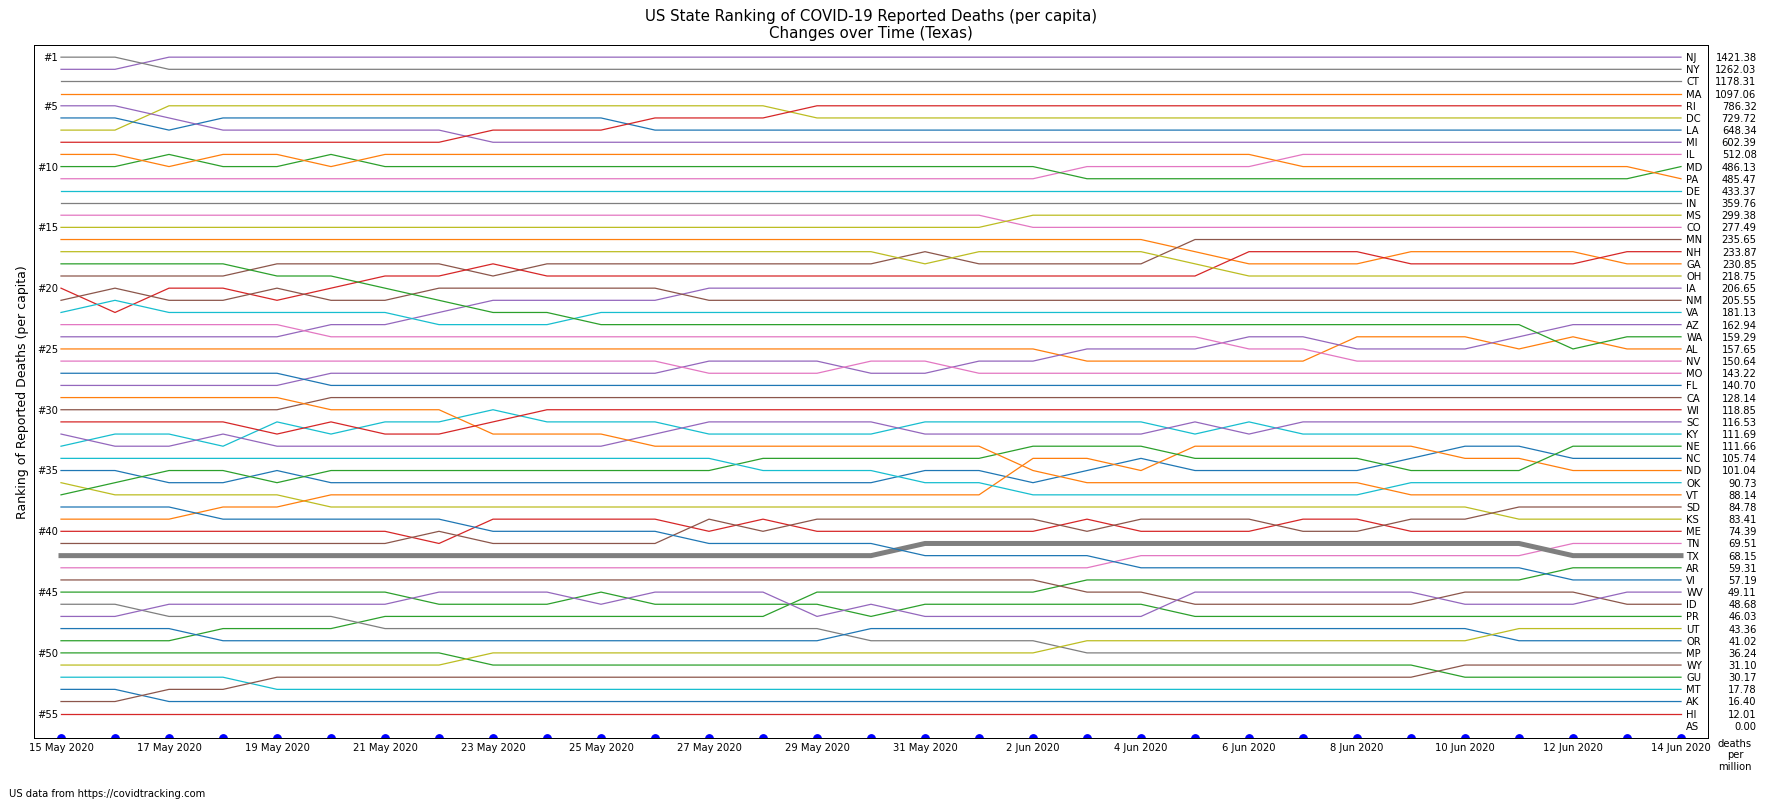 US State Ranking of COVID-19 Reported Deaths (per capita)
Changes over Time (Texas)
Ranking of Reported Deaths (per capita)
#1 NJ 1421.38
NY 1262.03
CT 1178.31
MA 1097.06
#5 RI 786.32
DC 729.72
LA 648.34
MI 602.39
IL 512.08
#10 MD 486.13
PA 485.47
DE 433.37
IN 359.76
MS 299.38
#15 CO 277.49
MN 235.65
NH 233.87
GA 230.85
OH 218.75
#20 IA 206.65
NM 205.55
VA 181.13
AZ 162.94
WA 159.29
#25 AL 157.65
NV 150.64
MO 143.22
FL 140.70
CA 128.14
#30 WI 118.85
SC 116.53
KY 111.69
NE 111.66
NC 105.74
#35 ND 101.04
OK 90.73
VT 88.14
SD 84.78
KS 83.41
#40 ME 74.39
TN 69.51
TX 68.15
AR 59.31
VI 57.19
#45 WV 49.11
ID 48.68
PR 46.03
UT 43.36
OR 41.02
#50 MP 36.24
WY 31.10
GU 30.17
MT 17.78
AK 16.40
#55 HI 12.01
AS 0.00
15 May 2020 17 May 2020 19 May 2020 21 May 2020 23 May 2020 25 May 2020 27 May 2020 29 May 2020 31 May 2020 2 Jun 2020 4 Jun 2020 6 Jun 2020 8 Jun 2020 10 Jun 2020 12 Jun 2020 14 Jun 2020
deaths
per
million
US data from https://covidtracking.com